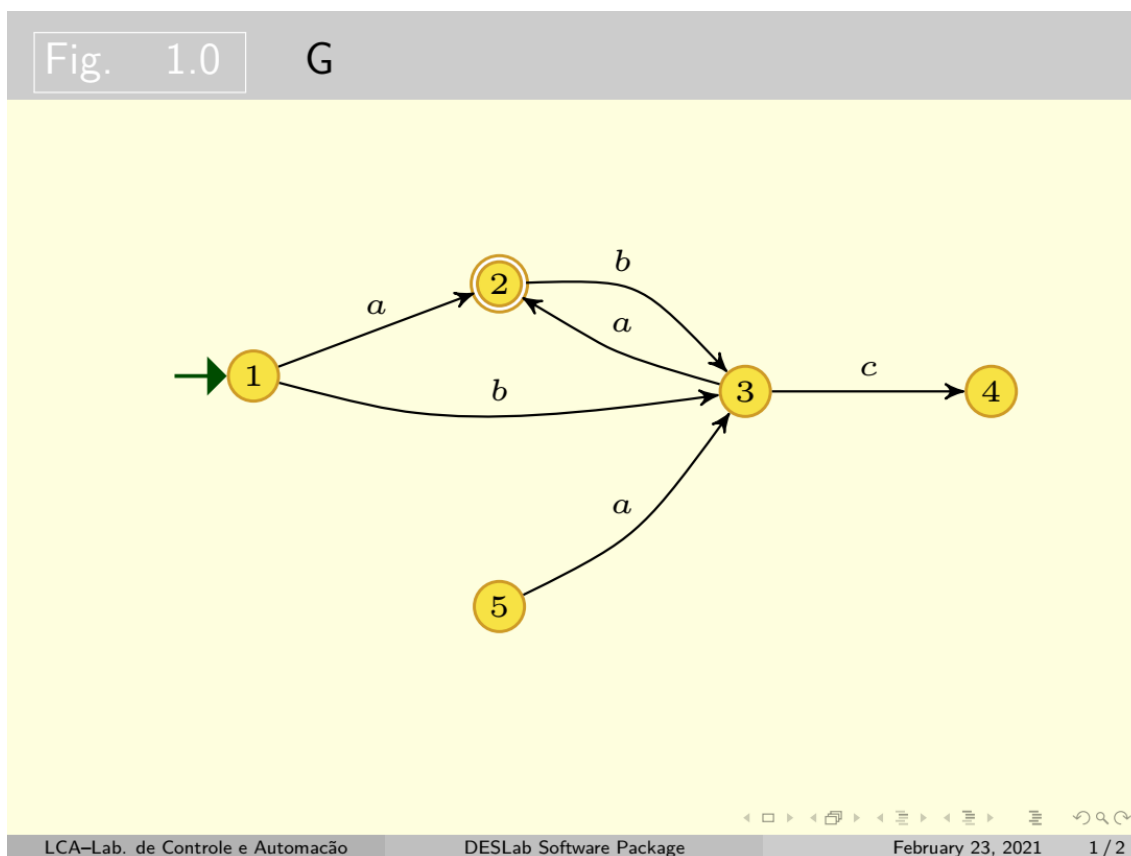 Fig. 1.0 G
b
2
a
a
1
b
3
c
4
a
5
LCA–Lab. de Controle e Automacão DESLab Software Package February 23, 2021 1 / 2